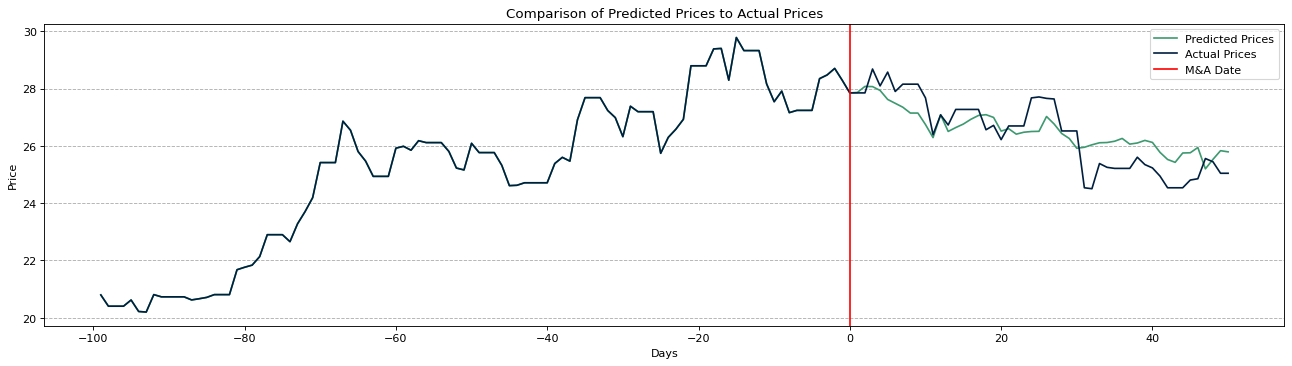 Comparison of Predicted Prices to Actual Prices
Predicted Prices
Actual Prices
M&A Date
Price
30
28
26
24
22
20
−100
−80
−60
−40
−20
0
20
40
Days